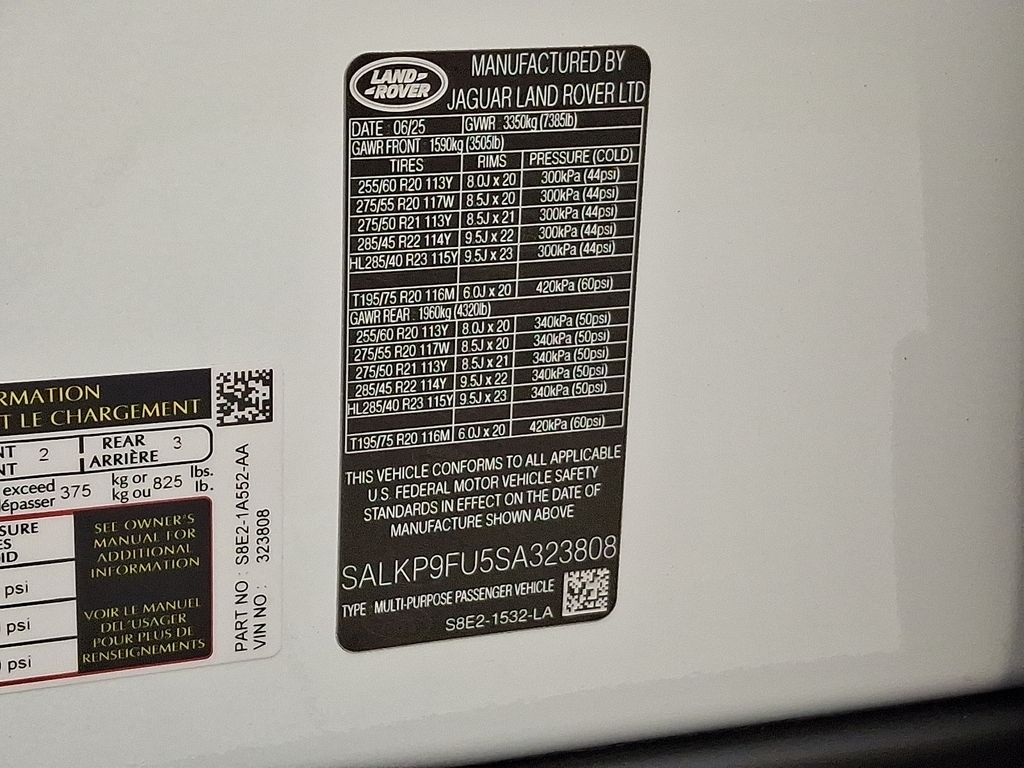 LAND-
-ROVER
MANUFACTURED BY
JAGUAR LAND ROVER LTD
DATE : 06/25 GVWR : 3350kg (7385lb)
GAWR FRONT : 1590kg (3505lb)
TIRES RIMS PRESSURE (COLD)
255/60 R20 113Y 8.0J x 20 300kPa (44psi)
275/55 R20 117W 8.5J x 20 300kPa (44psi)
275/50 R21 113Y 8.5J x 21 300kPa (44psi)
285/45 R22 114Y 9.5J x 22 300kPa (44psi)
HL285/40 R23 115Y 9.5J x 23 300kPa (44psi)
T195/75 R20 116M 6.0J x 20 420kPa (60psi)
GAWR REAR : 1960kg (4320lb)
255/60 R20 113Y 8.0J x 20 340kPa (50psi)
275/55 R20 117W 8.5J x 20 340kPa (50psi)
275/50 R21 113Y 8.5J x 21 340kPa (50psi)
285/45 R22 114Y 9.5J x 22 340kPa (50psi)
HL285/40 R23 115Y 9.5J x 23 340kPa (50psi)
T195/75 R20 116M 6.0J x 20 420kPa (60psi)
THIS VEHICLE CONFORMS TO ALL APPLICABLE
U.S. FEDERAL MOTOR VEHICLE SAFETY
STANDARDS IN EFFECT ON THE DATE OF
MANUFACTURE SHOWN ABOVE
SALKP9FU5SA323808
TYPE : MULTI-PURPOSE PASSENGER VEHICLE
S8E2-1532-LA
RMATION
T LE CHARGEMENT
NT 2 REAR 3
NT ARRIÈRE
exceed 375 kg or 825 lbs.
dépasser kg ou lb.
SURE
ES
OID
psi
psi
psi
SEE OWNER'S
MANUAL FOR
ADDITIONAL
INFORMATION
VOIR LE MANUEL
DEL'USAGER
POUR PLUS DE
RENSEIGNEMENTS
PART NO : S8E2-1A552-AA
VIN NO : 323808